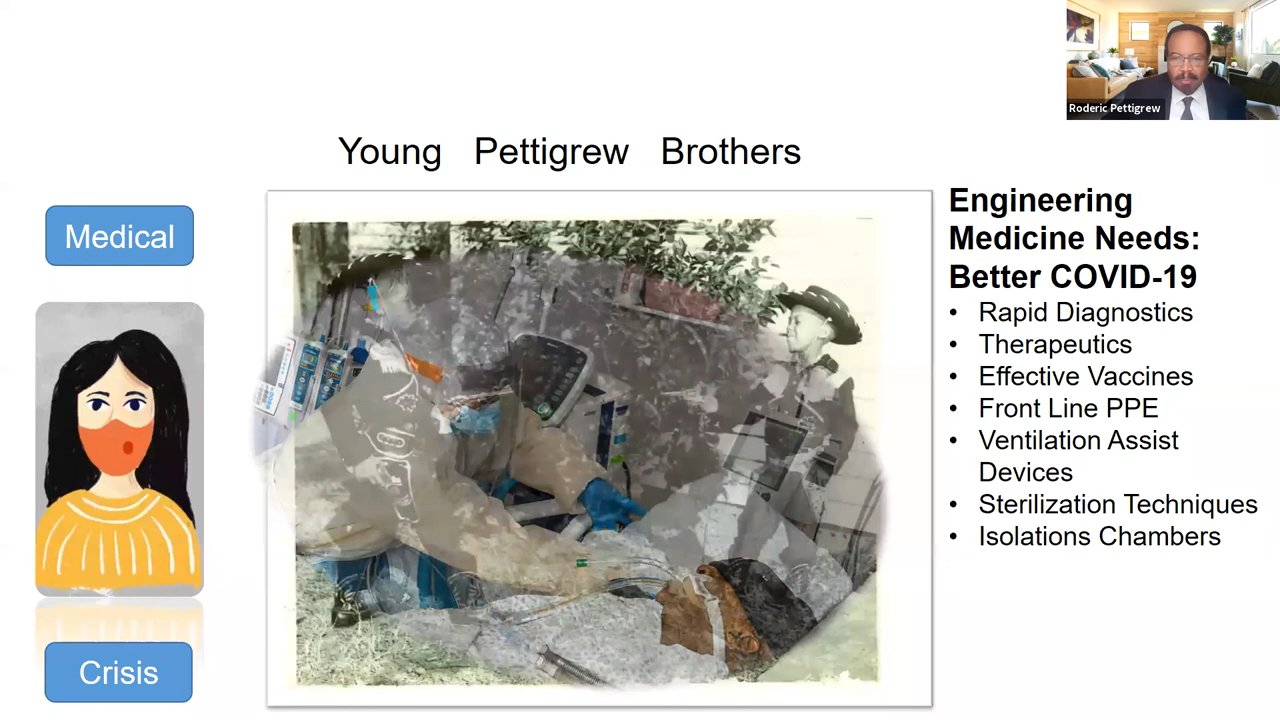 Roderic Pettigrew
Young Pettigrew Brothers
Medical
Crisis
Engineering
Medicine Needs:
Better COVID-19
• Rapid Diagnostics
• Therapeutics
• Effective Vaccines
• Front Line PPE
• Ventilation Assist
Devices
• Sterilization Techniques
• Isolations Chambers